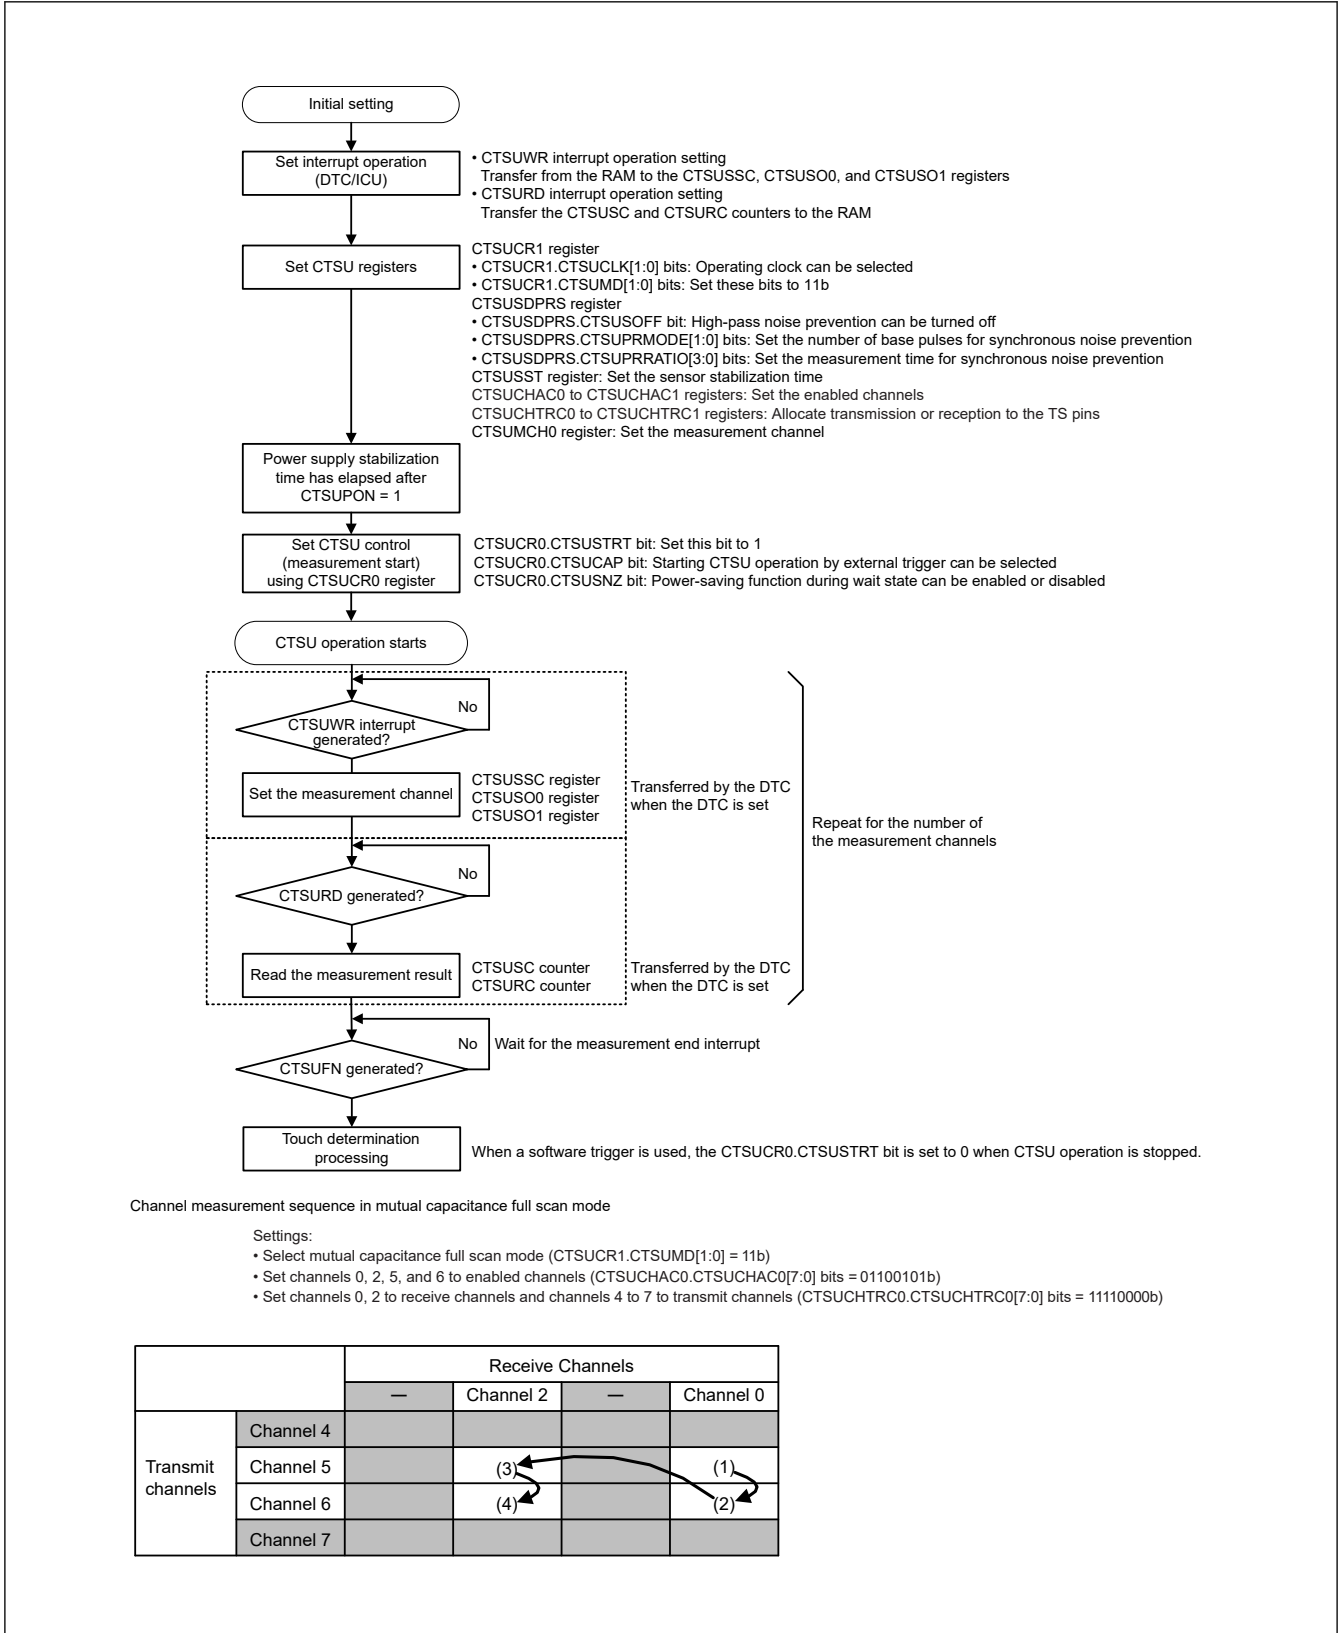 Initial setting
Set interrupt operation
(DTC/ICU)
• CTSUWR interrupt operation setting
Transfer from the RAM to the CTSUSSC, CTSUSO0, and CTSUSO1 registers
• CTSURD interrupt operation setting
Transfer the CTSUSC and CTSURC counters to the RAM
Set CTSU registers
CTSUCR1 register
• CTSUCR1.CTSUCLK[1:0] bits: Operating clock can be selected
• CTSUCR1.CTSUMD[1:0] bits: Set these bits to 11b
CTSUSDPRS register
• CTSUSDPRS.CTSUSOFF bit: High-pass noise prevention can be turned off
• CTSUSDPRS.CTSUPRMODE[1:0] bits: Set the number of base pulses for synchronous noise prevention
• CTSUSDPRS.CTSUPRRATIO[3:0] bits: Set the measurement time for synchronous noise prevention
CTSUSST register: Set the sensor stabilization time
CTSUCHAC0 to CTSUCHAC1 registers: Set the enabled channels
CTSUCHTRC0 to CTSUCHTRC1 registers: Allocate transmission or reception to the TS pins
CTSUMCH0 register: Set the measurement channel
Power supply stabilization
time has elapsed after
CTSUPON = 1
Set CTSU control
(measurement start)
using CTSUCR0 register
CTSUCR0.CTSUSTRT bit: Set this bit to 1
CTSUCR0.CTSUCAP bit: Starting CTSU operation by external trigger can be selected
CTSUCR0.CTSUSNZ bit: Power-saving function during wait state can be enabled or disabled
CTSU operation starts
No
CTSUWR interrupt
generated?
Set the measurement channel
CTSUSSC register
CTSUSO0 register
CTSUSO1 register
Transferred by the DTC
when the DTC is set
Repeat for the number of
the measurement channels
No
CTSURD generated?
Read the measurement result
CTSUSC counter
CTSURC counter
Transferred by the DTC
when the DTC is set
No
Wait for the measurement end interrupt
CTSUFN generated?
Touch determination
processing
When a software trigger is used, the CTSUCR0.CTSUSTRT bit is set to 0 when CTSU operation is stopped.
Channel measurement sequence in mutual capacitance full scan mode
Settings:
• Select mutual capacitance full scan mode (CTSUCR1.CTSUMD[1:0] = 11b)
• Set channels 0, 2, 5, and 6 to enabled channels (CTSUCHAC0.CTSUCHAC0[7:0] bits = 01100101b)
• Set channels 0, 2 to receive channels and channels 4 to 7 to transmit channels (CTSUCHTRC0.CTSUCHTRC0[7:0] bits = 11110000b)
Receive Channels
— Channel 2 — Channel 0
Transmit
channels
Channel 4
Channel 5 (3) (1)
Channel 6 (4) (2)
Channel 7